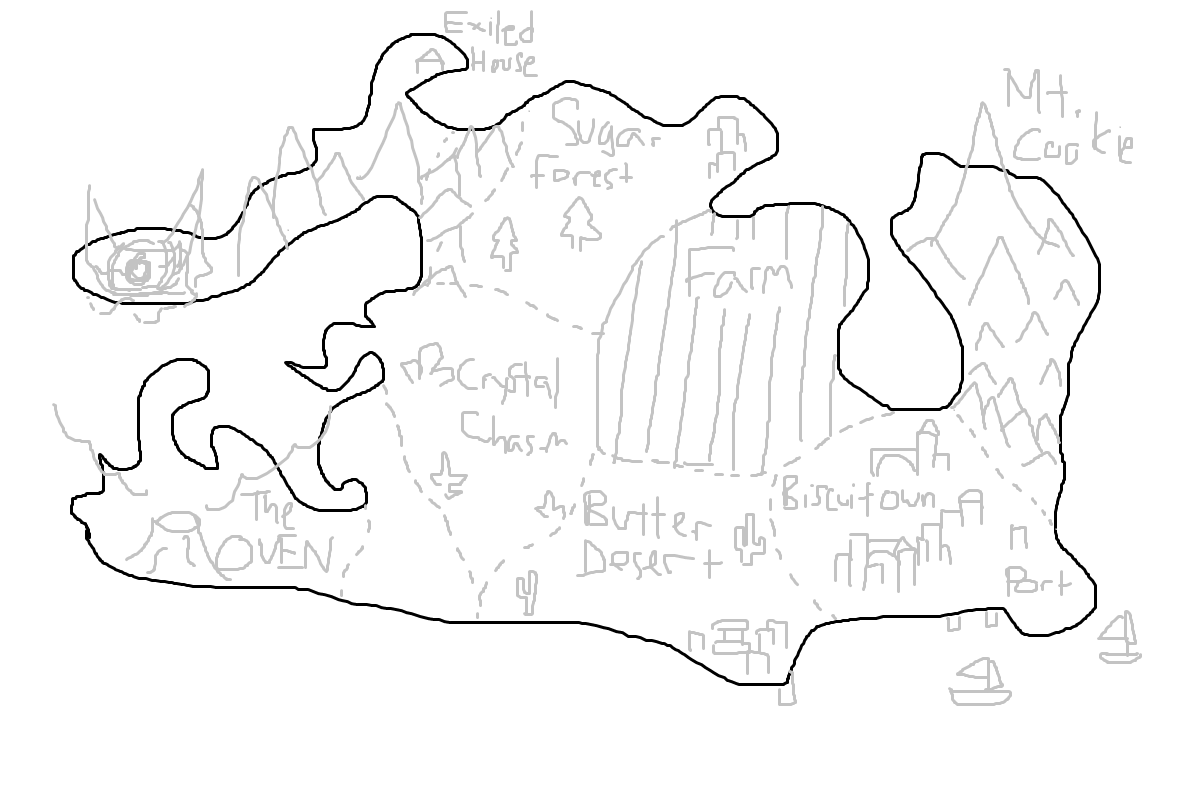 Exiled
House
Mt.
Cookie
Sugar
Forest
Farm
Crystal
Chasm
Biscuitown
Butter
Desert
The
OVEN
Port